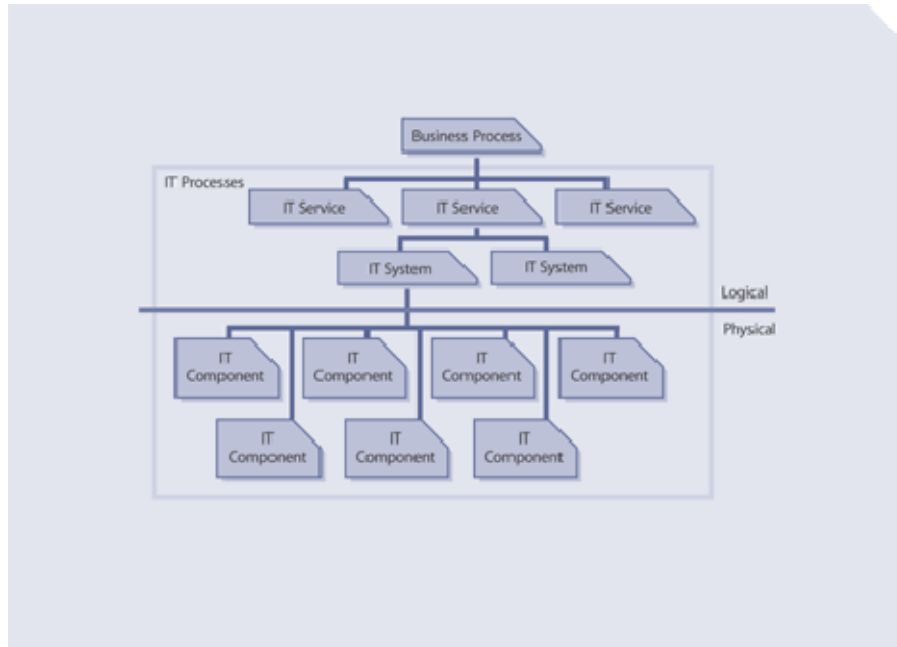 Business Process
IT Processes
IT Service
IT Service
IT Service
IT System
IT System
Logical
Physical
IT
Component
IT
Component
IT
Component
IT
Component
IT
Component
IT
Component
IT
Component